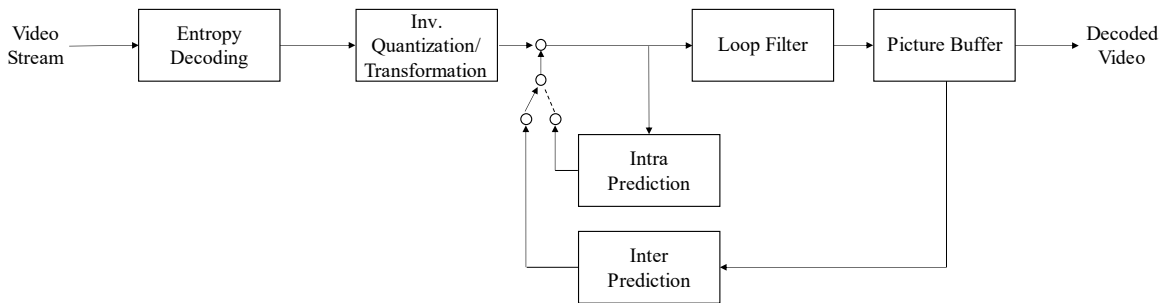 Video
Stream
Entropy
Decoding
Inv.
Quantization/
Transformation
Loop Filter
Picture Buffer
Decoded
Video
Intra
Prediction
Inter
Prediction